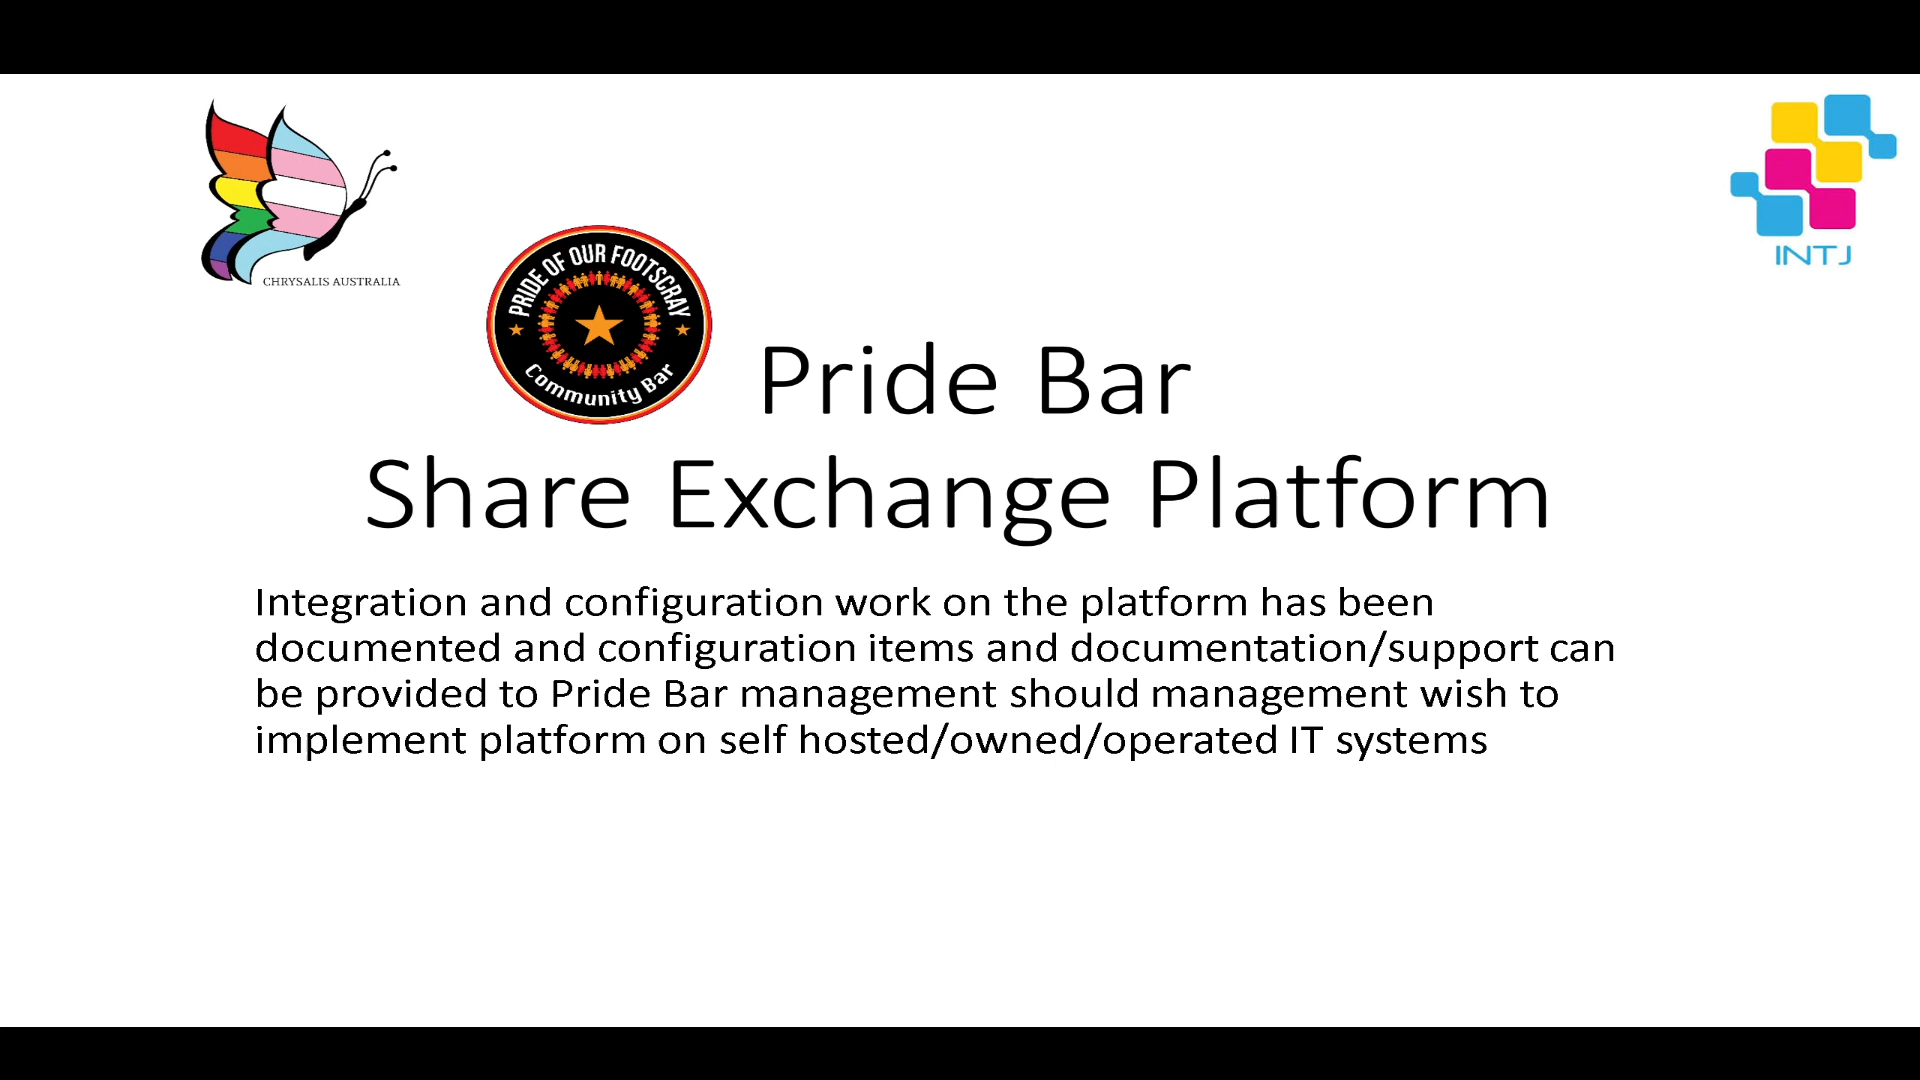 CHRYSALIS AUSTRALIA
INTJ
PRIDE OF OUR FOOTSCRAY
Community Bar
Pride Bar
Share Exchange Platform
Integration and configuration work on the platform has been
documented and configuration items and documentation/support can
be provided to Pride Bar management should management wish to
implement platform on self hosted/owned/operated IT systems